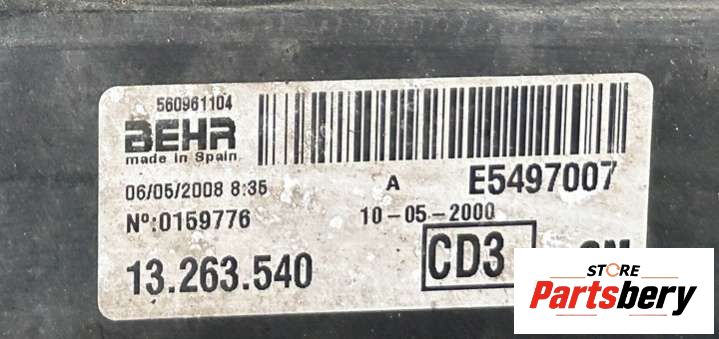 560961104
BEHR
made in Spain
06/05/2008 8:35 A E5497007
Nº:0159776 10-05-2000
13.263.540 CD3
STORE
Partsbery